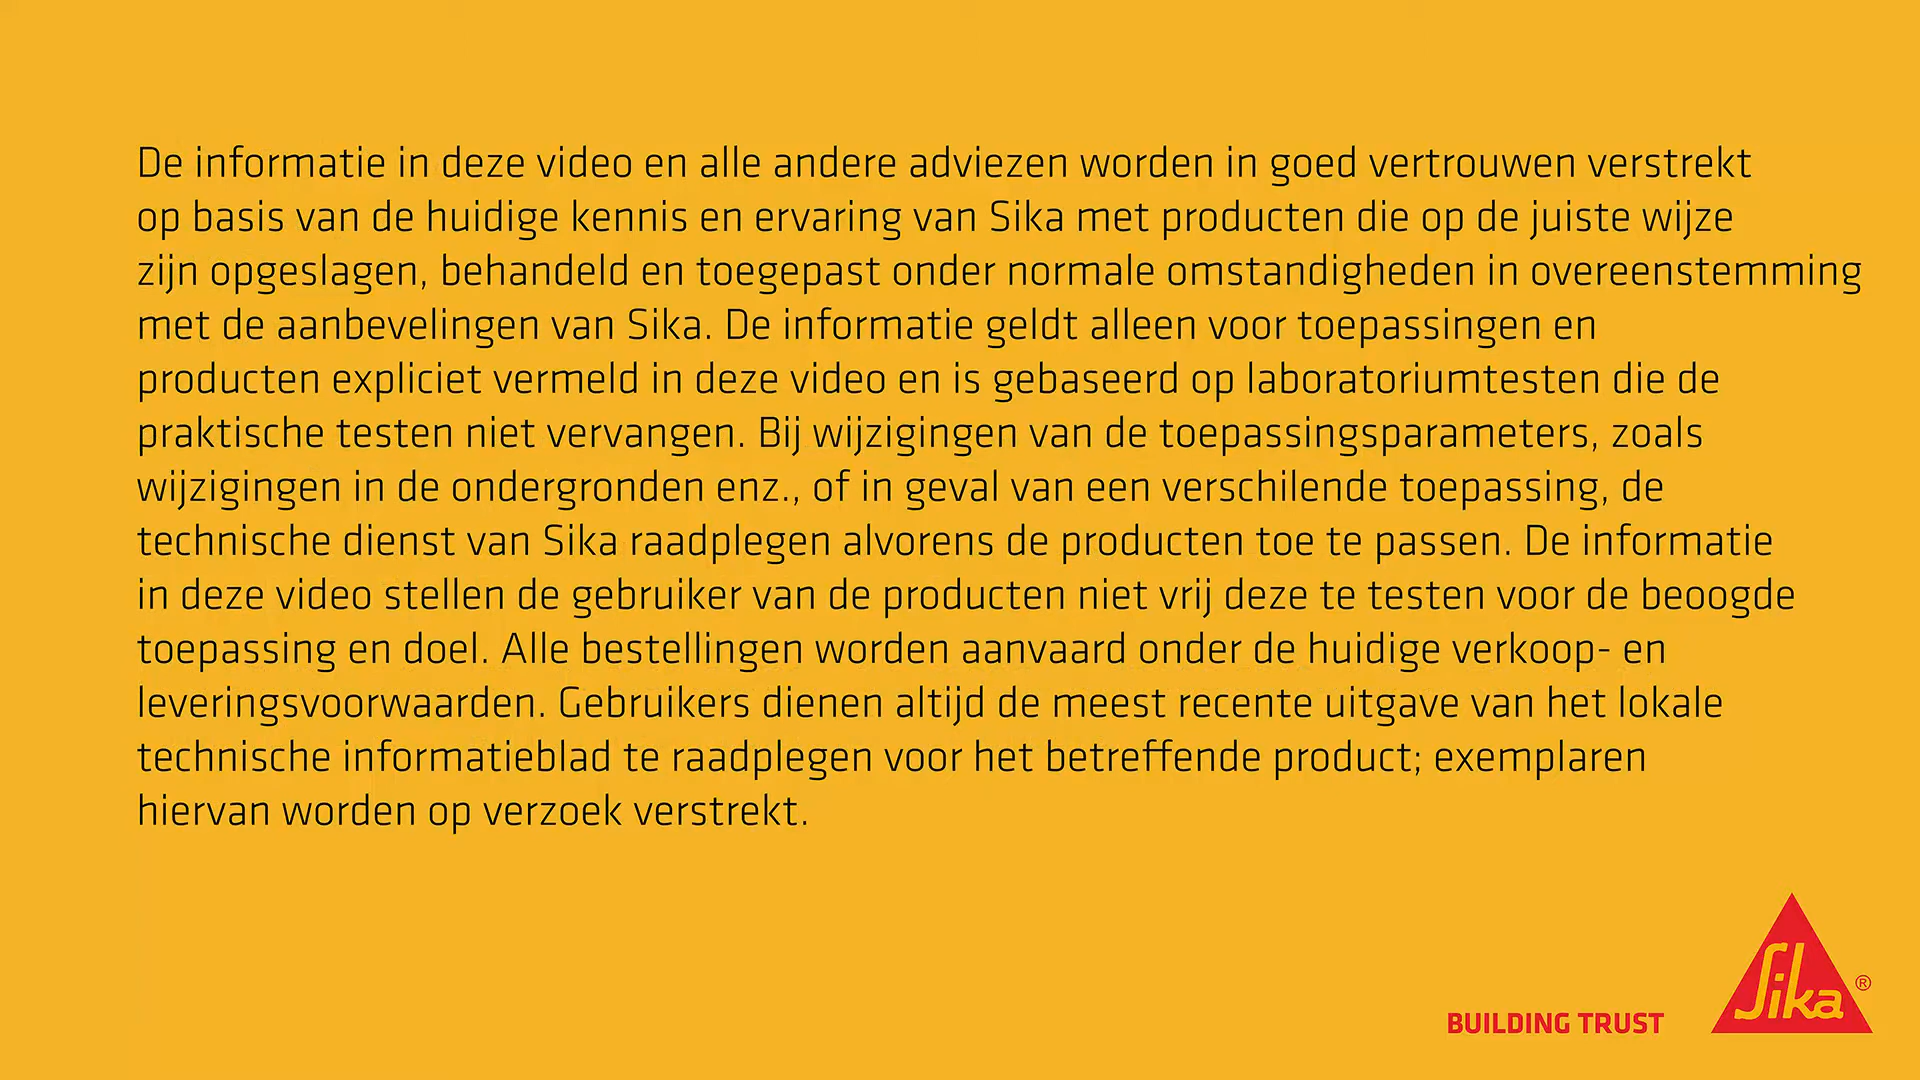 De informatie in deze video en alle andere adviezen worden in goed vertrouwen verstrekt
op basis van de huidige kennis en ervaring van Sika met producten die op de juiste wijze
zijn opgeslagen, behandeld en toegepast onder normale omstandigheden in overeenstemming
met de aanbevelingen van Sika. De informatie geldt alleen voor toepassingen en
producten expliciet vermeld in deze video en is gebaseerd op laboratoriumtesten die de
praktische testen niet vervangen. Bij wijzigingen van de toepassingsparameters, zoals
wijzigingen in de ondergronden enz., of in geval van een verschilende toepassing, de
technische dienst van Sika raadplegen alvorens de producten toe te passen. De informatie
in deze video stellen de gebruiker van de producten niet vrij deze te testen voor de beoogde
toepassing en doel. Alle bestellingen worden aanvaard onder de huidige verkoop- en
leveringsvoorwaarden. Gebruikers dienen altijd de meest recente uitgave van het lokale
technische informatieblad te raadplegen voor het betreffende product; exemplaren
hiervan worden op verzoek verstrekt.
BUILDING TRUST
Sika®